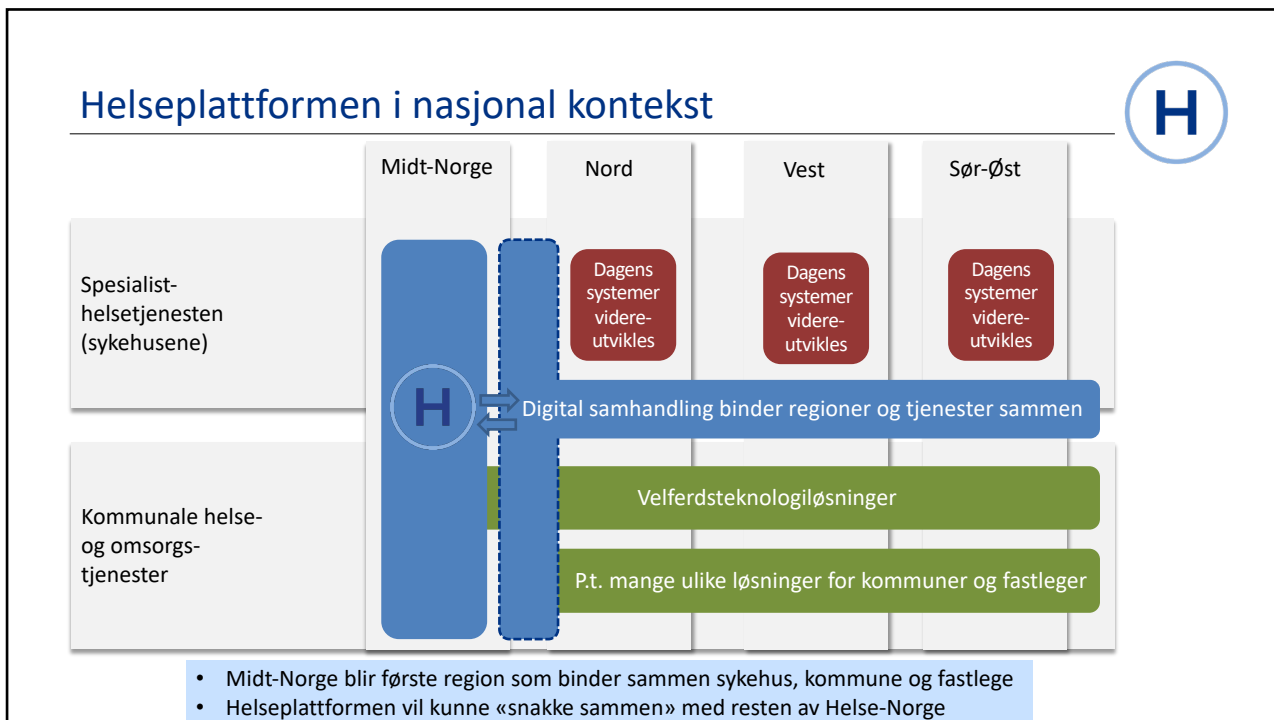 Helseplattformen i nasjonal kontekst
H
Midt-Norge
Nord
Vest
Sør-Øst
Spesialist-
helsetjenesten
(sykehusene)
Dagens
systemer
videre-
utvikles
Dagens
systemer
videre-
utvikles
Dagens
systemer
videre-
utvikles
H
Digital samhandling binder regioner og tjenester sammen
Kommunale helse-
og omsorgs-
tjenester
Velferdsteknologiløsninger
P.t. mange ulike løsninger for kommuner og fastleger
• Midt-Norge blir første region som binder sammen sykehus, kommune og fastlege
• Helseplattformen vil kunne «snakke sammen» med resten av Helse-Norge